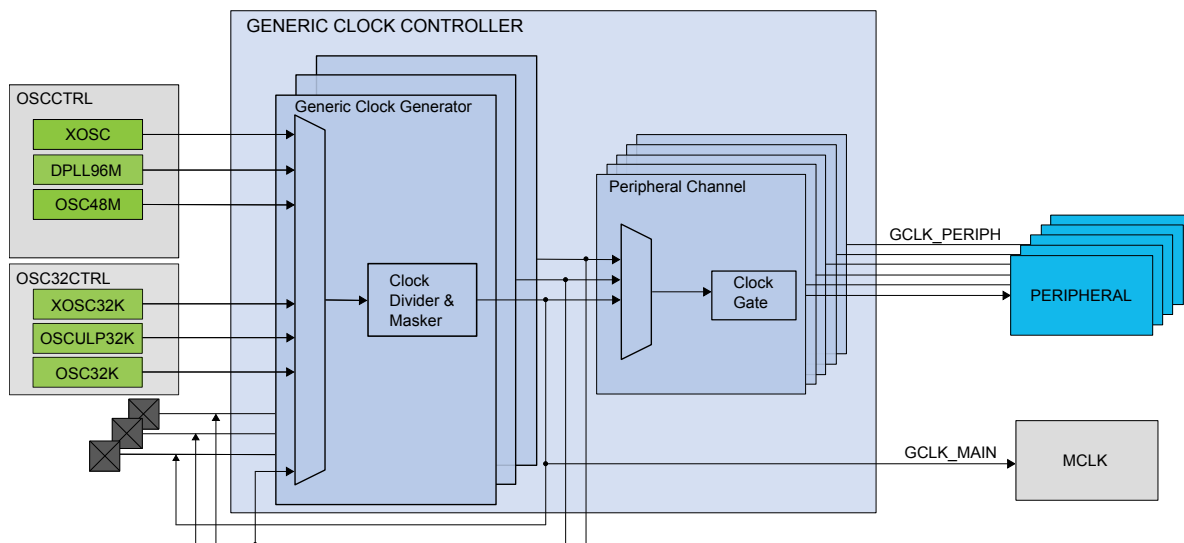 GENERIC CLOCK CONTROLLER
OSCCTRL
XOSC
DPLL96M
OSC48M
OSC32CTRL
XOSC32K
OSCULP32K
OSC32K
Generic Clock Generator
Clock
Divider &
Masker
Peripheral Channel
Clock
Gate
GCLK_PERIPH
PERIPHERAL
GCLK_MAIN
MCLK